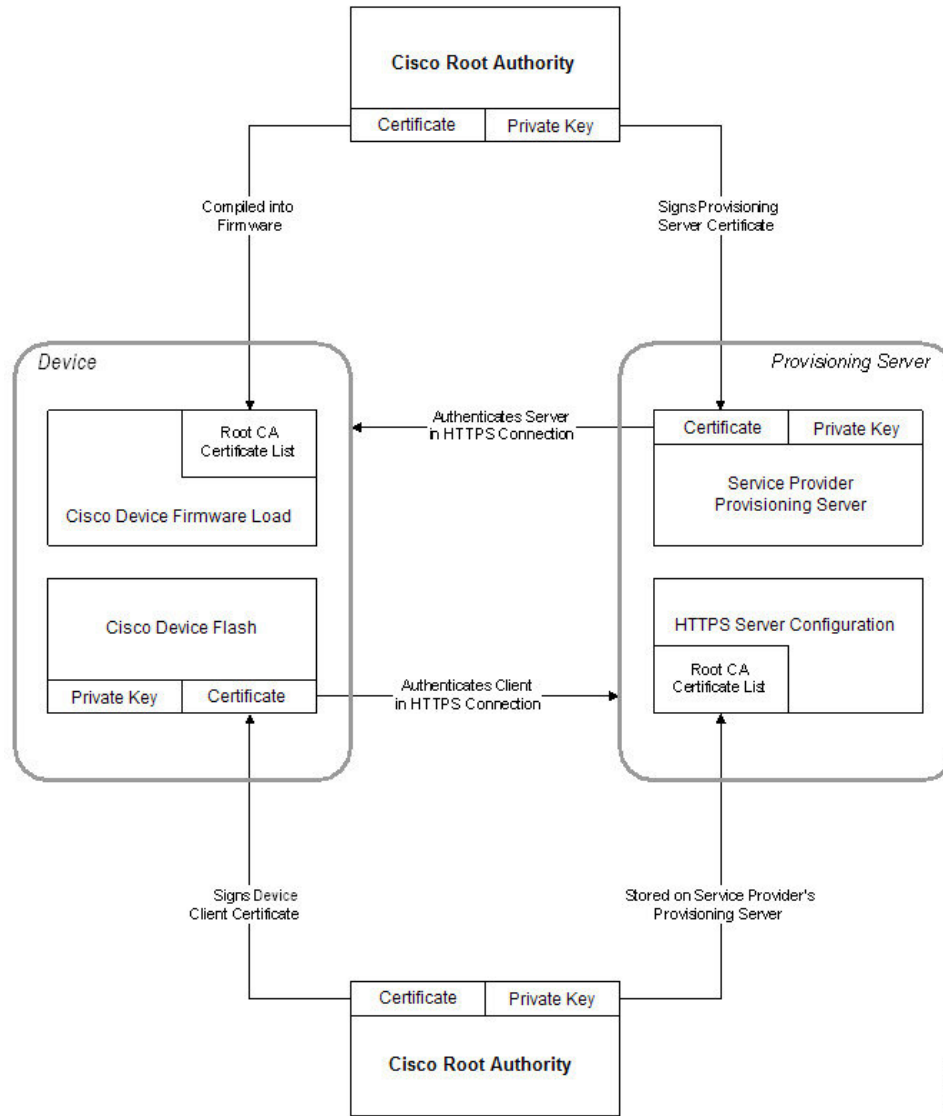 Cisco Root Authority
Certificate
Private Key
Compiled into
Firmware
Signs Provisioning
Server Certificate
Device
Provisioning Server
Root CA
Certificate List
Cisco Device Firmware Load
Authenticates Server
in HTTPS Connection
Certificate
Private Key
Service Provider
Provisioning Server
Cisco Device Flash
Private Key
Certificate
Authenticates Client
in HTTPS Connection
HTTPS Server Configuration
Root CA
Certificate List
Signs Device
Client Certificate
Stored on Service Provider's
Provisioning Server
Certificate
Private Key
Cisco Root Authority